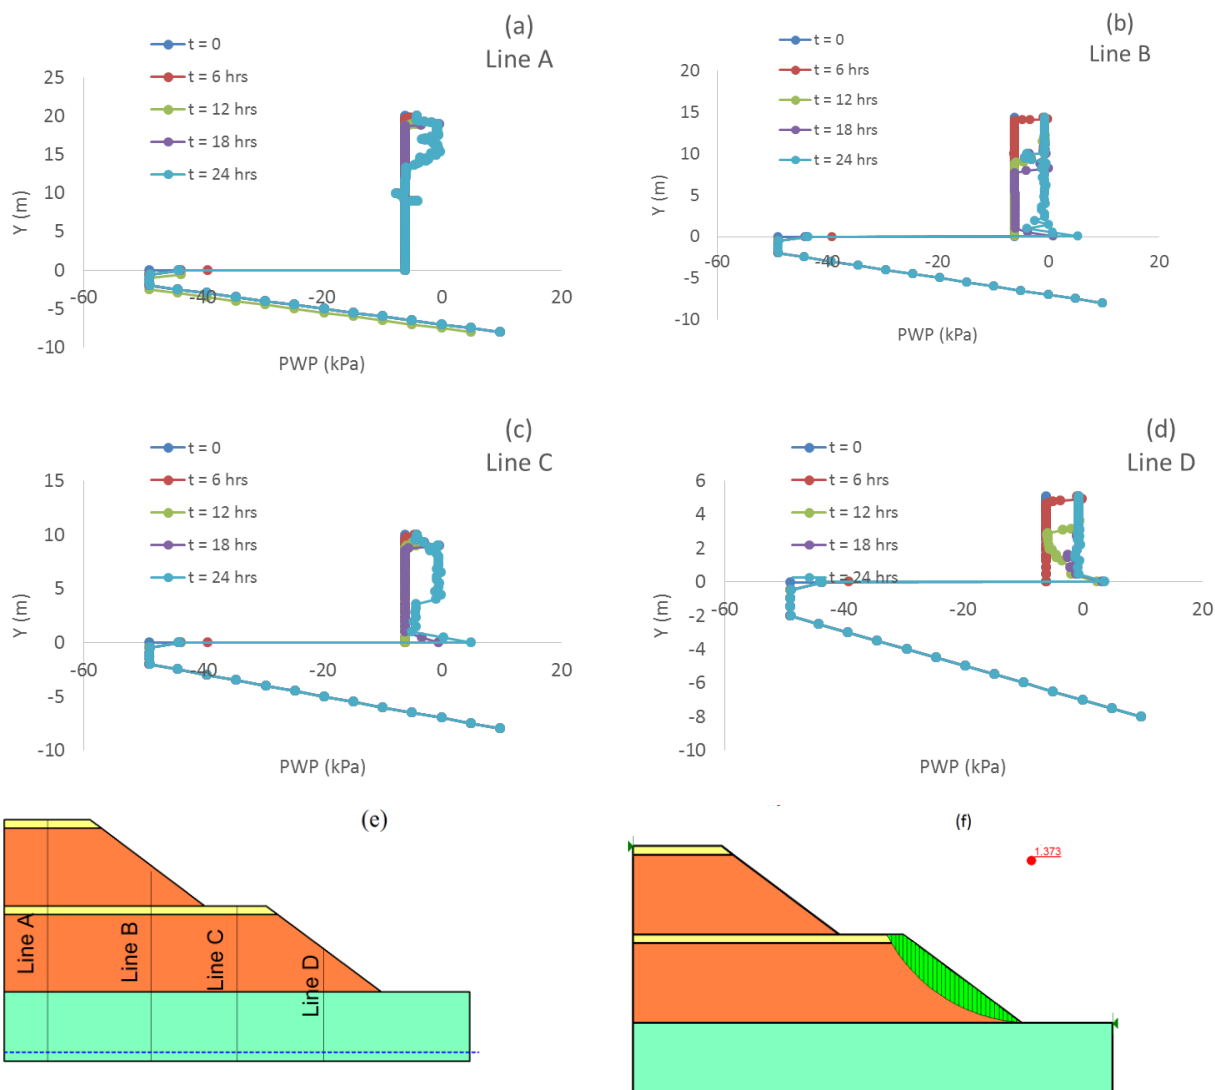 (a)
Line A
t = 0
t = 6 hrs
t = 12 hrs
t = 18 hrs
t = 24 hrs
25
20
15
10
5
0
-5
-10
-60
-40
-20
0
20
Y (m)
PWP (kPa)
(b)
Line B
t = 0
t = 6 hrs
t = 12 hrs
t = 18 hrs
t = 24 hrs
20
15
10
5
0
-5
-10
-60
-40
-20
0
20
Y (m)
PWP (kPa)
(c)
Line C
t = 0
t = 6 hrs
t = 12 hrs
t = 18 hrs
t = 24 hrs
15
10
5
0
-5
-10
-60
-40
-20
0
20
Y (m)
PWP (kPa)
(d)
Line D
t = 0
t = 6 hrs
t = 12 hrs
t = 18 hrs
t = 24 hrs
6
4
2
0
-2
-4
-6
-8
-10
-60
-40
-20
0
20
Y (m)
PWP (kPa)
(e)
Line A
Line B
Line C
Line D
(f)
1.373